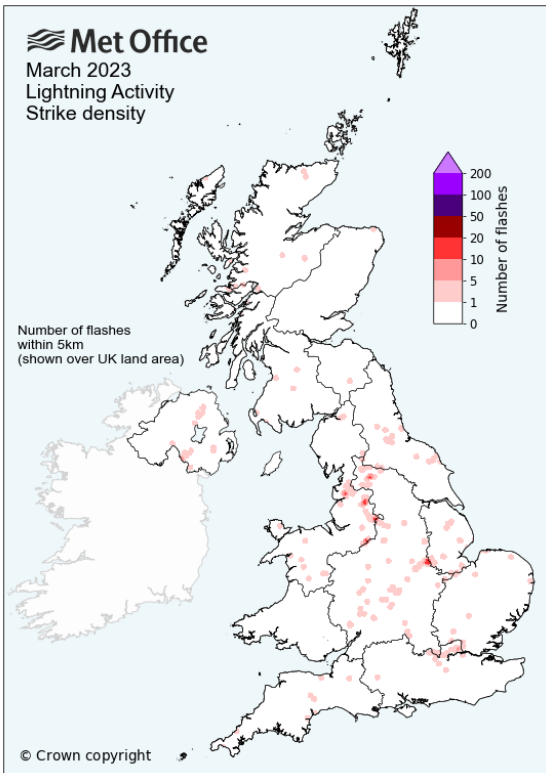 Met Office
March 2023
Lightning Activity
Strike density
200
100
50
20
10
5
1
0
Number of flashes
Number of flashes
within 5km
(shown over UK land area)
© Crown copyright